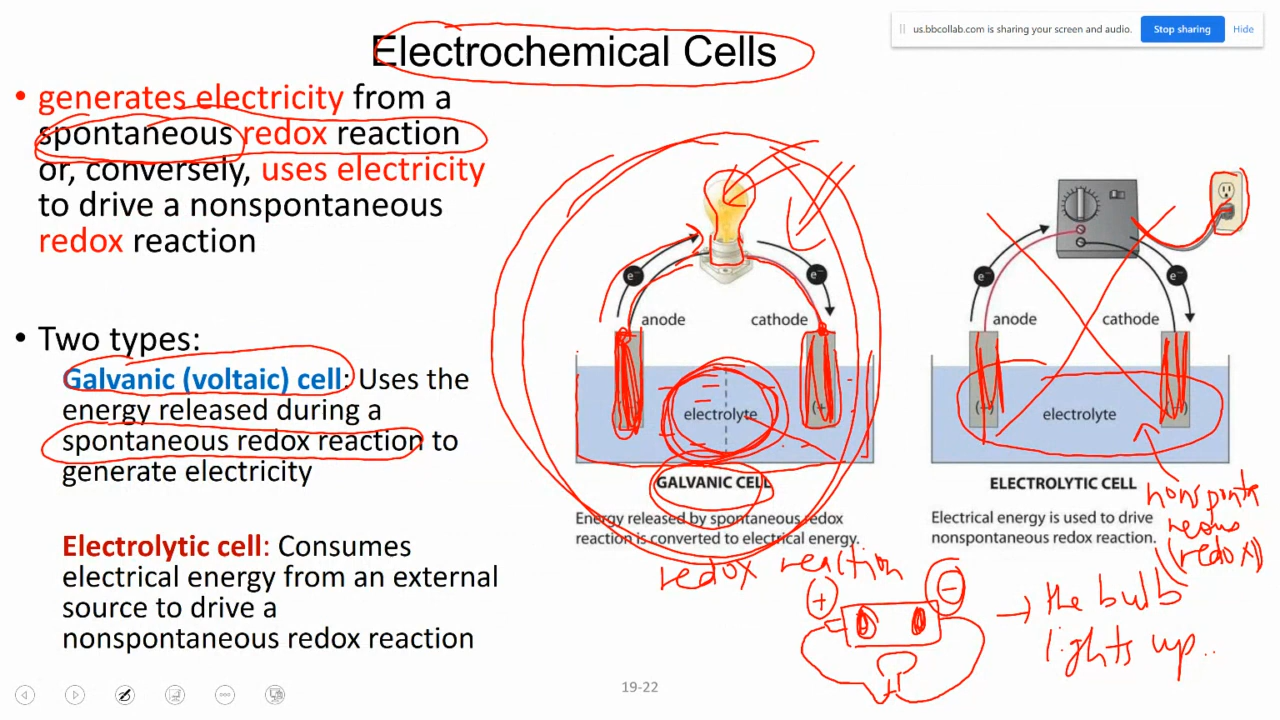 Electrochemical Cells
us.bbcollab.com is sharing your screen and audio. Stop sharing Hide
• generates electricity from a
spontaneous redox reaction
or, conversely, uses electricity
to drive a nonspontaneous
redox reaction
• Two types:
Galvanic (voltaic) cell: Uses the
energy released during a
spontaneous redox reaction to
generate electricity
Electrolytic cell: Consumes
electrical energy from an external
source to drive a
nonspontaneous redox reaction
e⁻ e⁻
anode cathode
electrolyte (+)
GALVANIC CELL
Energy released by spontaneous redox
reaction is converted to electrical energy.
redox reaction
e⁻ e⁻
anode cathode
electrolyte
ELECTROLYTIC CELL
Electrical energy is used to drive
nonspontaneous redox reaction.
nonsponta
neous
(redox)
+ −
→ the bulb
lights up..
19-22